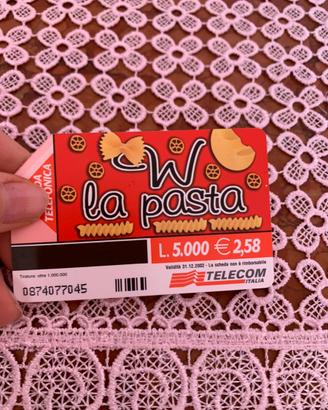 W
la pasta
SCHEDA
TELEFONICA
L. 5.000 € 2,58
Validità 31.12.2002 - La scheda non è rimborsabile
Tiratura: oltre 1.000.000
0874077045
TELECOM
ITALIA